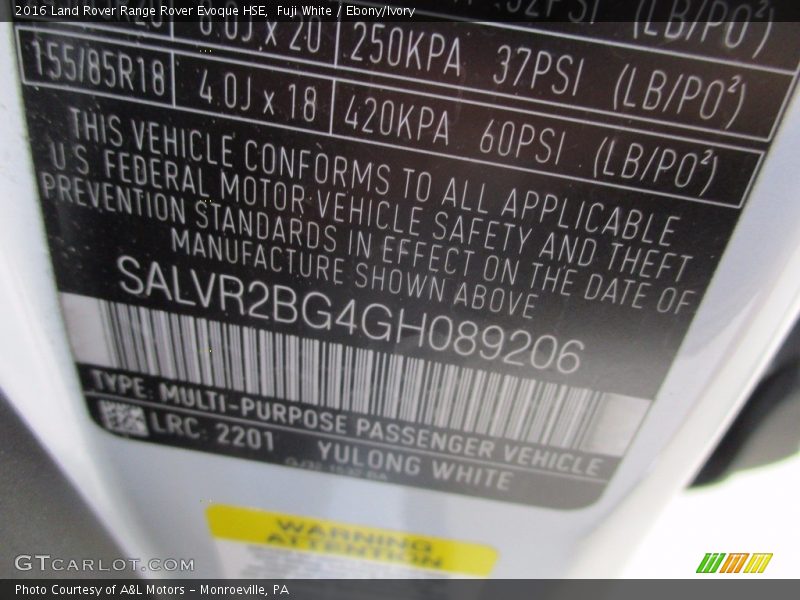 2016 Land Rover Range Rover Evoque HSE, Fuji White / Ebony/Ivory
20 250KPA 37PSI (LB/PO²)
155/85R18 4.0J x 18 420KPA 60PSI (LB/PO²)
THIS VEHICLE CONFORMS TO ALL APPLICABLE
U.S. FEDERAL MOTOR VEHICLE SAFETY AND THEFT
PREVENTION STANDARDS IN EFFECT ON THE DATE OF
MANUFACTURE SHOWN ABOVE
SALVR2BG4GH089206
TYPE: MULTI-PURPOSE PASSENGER VEHICLE
LRC: 2201 YULONG WHITE
WARNING
ATTENTION
GTCARLOT.COM
Photo Courtesy of A&L Motors – Monroeville, PA